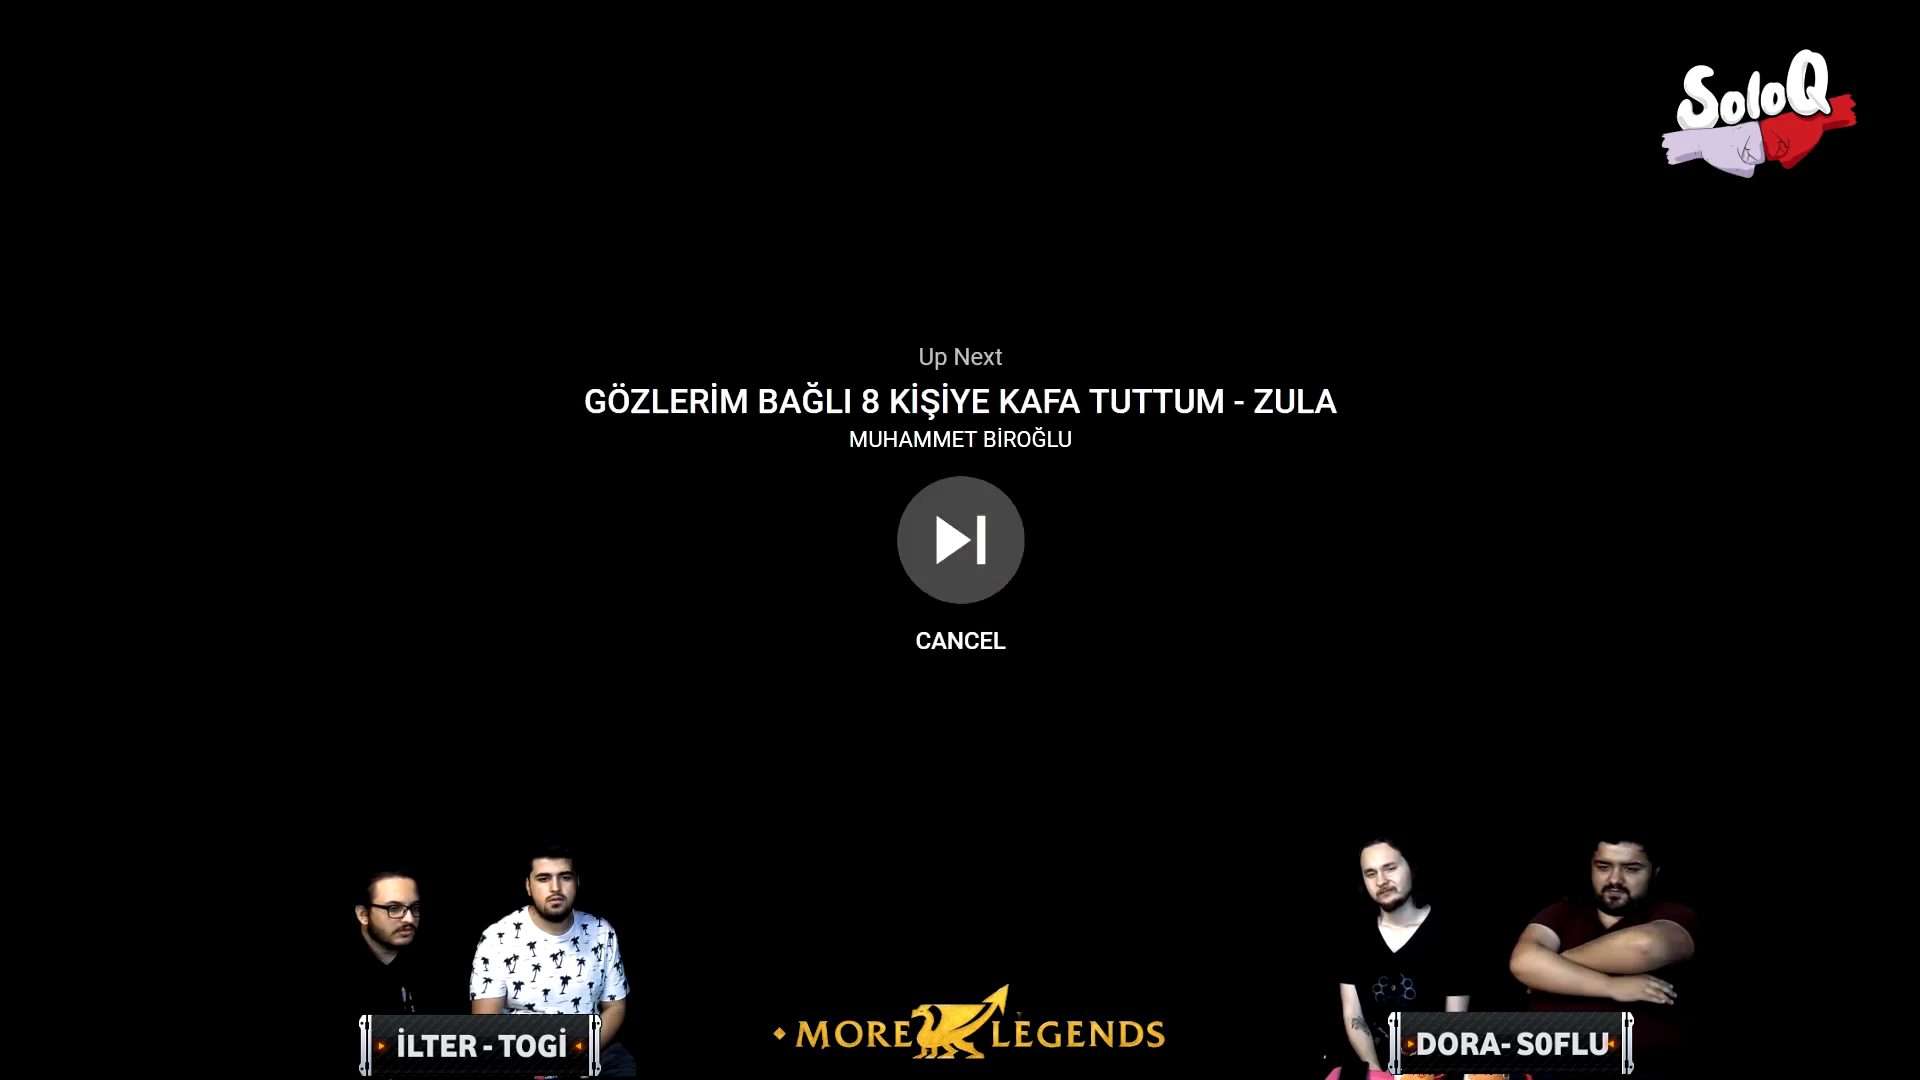 SoloQ
Up Next
GÖZLERİM BAĞLI 8 KİŞİYE KAFA TUTTUM - ZULA
MUHAMMET BİROĞLU
CANCEL
İLTER - TOGİ
MORE LEGENDS
DORA- S0FLU